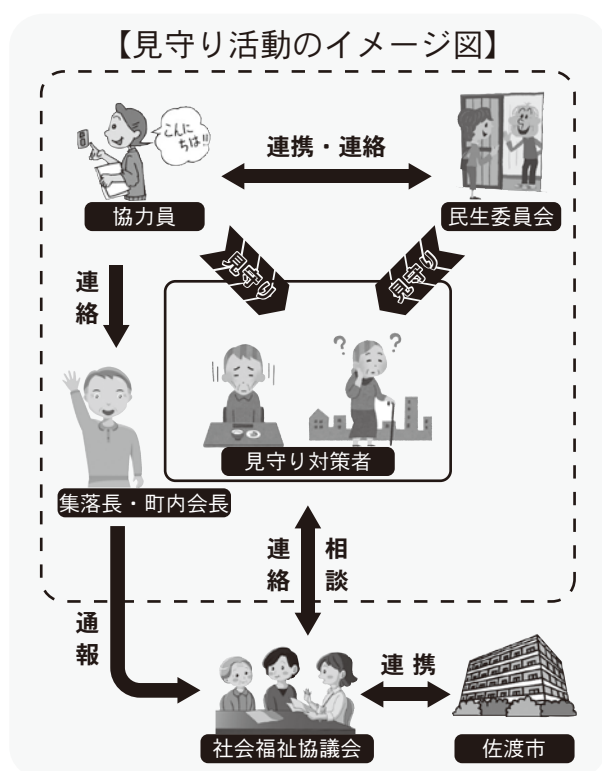 【見守り活動のイメージ図】
こんに
ちは!!
連携・連絡
協力員
民生委員会
見守り
見守り
連
絡
見守り対策者
集落長・町内会長
連
絡
相
談
通
報
連携
社会福祉協議会
佐渡市